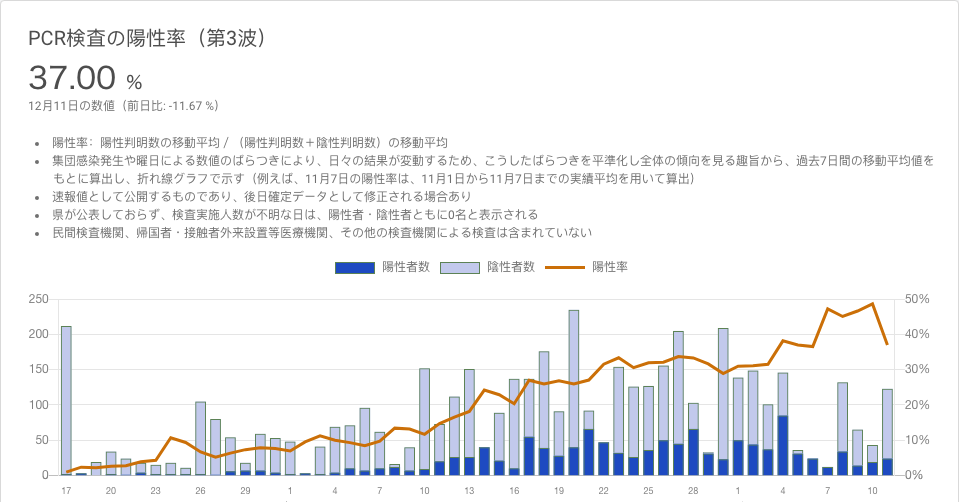 PCR検査の陽性率（第3波）
37.00 %
12月11日の数値（前日比: -11.67 %）
• 陽性率：陽性判明数の移動平均 / （陽性判明数＋陰性判明数）の移動平均
• 集団感染発生や曜日による数値のばらつきにより、日々の結果が変動するため、こうしたばらつきを平準化し全体の傾向を見る趣旨から、過去7日間の移動平均値を
もとに算出し、折れ線グラフで示す（例えば、11月7日の陽性率は、11月1日から11月7日までの実績平均を用いて算出）
• 速報値として公開するものであり、後日確定データとして修正される場合あり
• 県が公表しておらず、検査実施人数が不明な日は、陽性者・陰性者ともに0名と表示される
• 民間検査機関、帰国者・接触者外来設置等医療機関、その他の検査機関による検査は含まれていない
陽性者数 陰性者数 陽性率
250 50%
200 40%
150 30%
100 20%
50 10%
0 0%
17 20 23 26 29 1 4 7 10 13 16 19 22 25 28 1 4 7 10